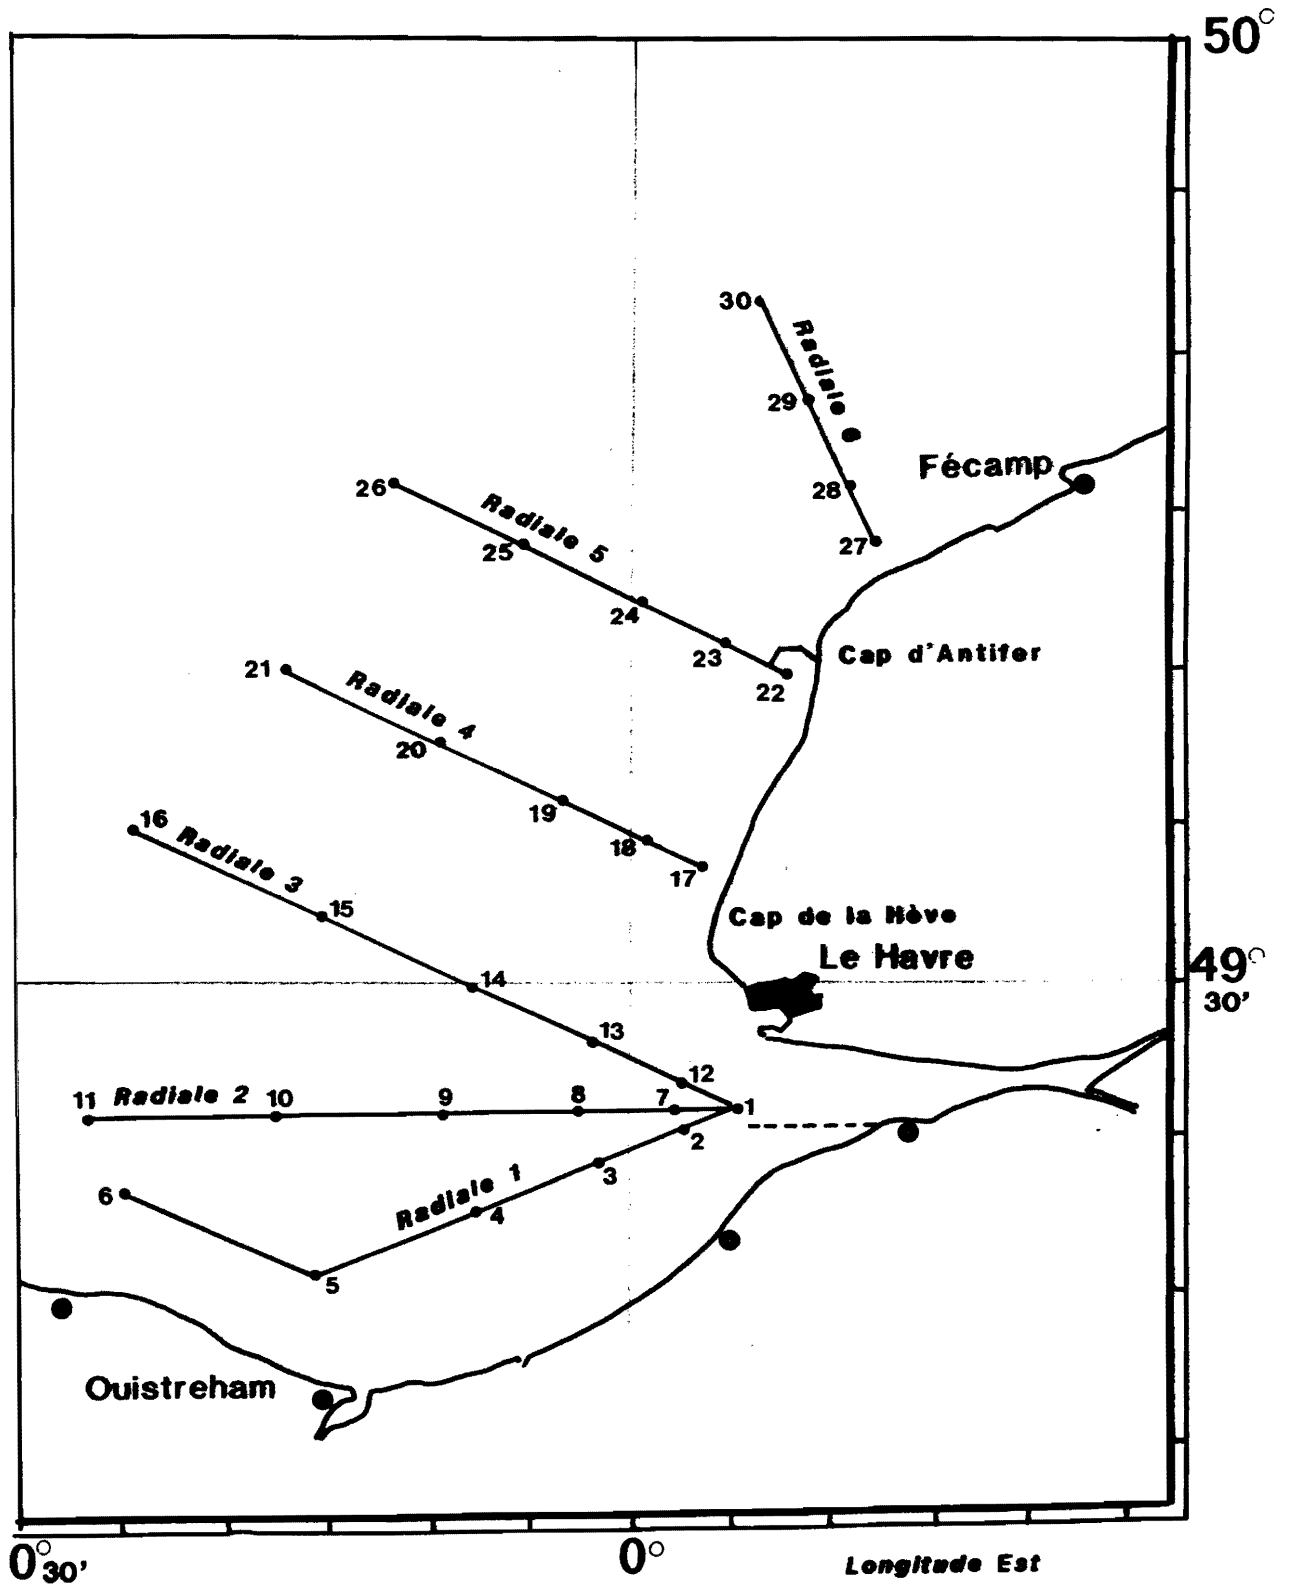 50°
30
Radiale 6
29
Fécamp
28
26
Radiale 5
27
25
24
23
Cap d'Antifer
22
21
Radiale 4
20
19
18
17
16
Radiale 3
15
Cap de la Hève
Le Havre
49°
30'
14
13
12
11
Radiale 2
10
9
8
7
1
2
3
Radiale 1
6
4
5
Ouistreham
0°30'
0°
Longitude Est